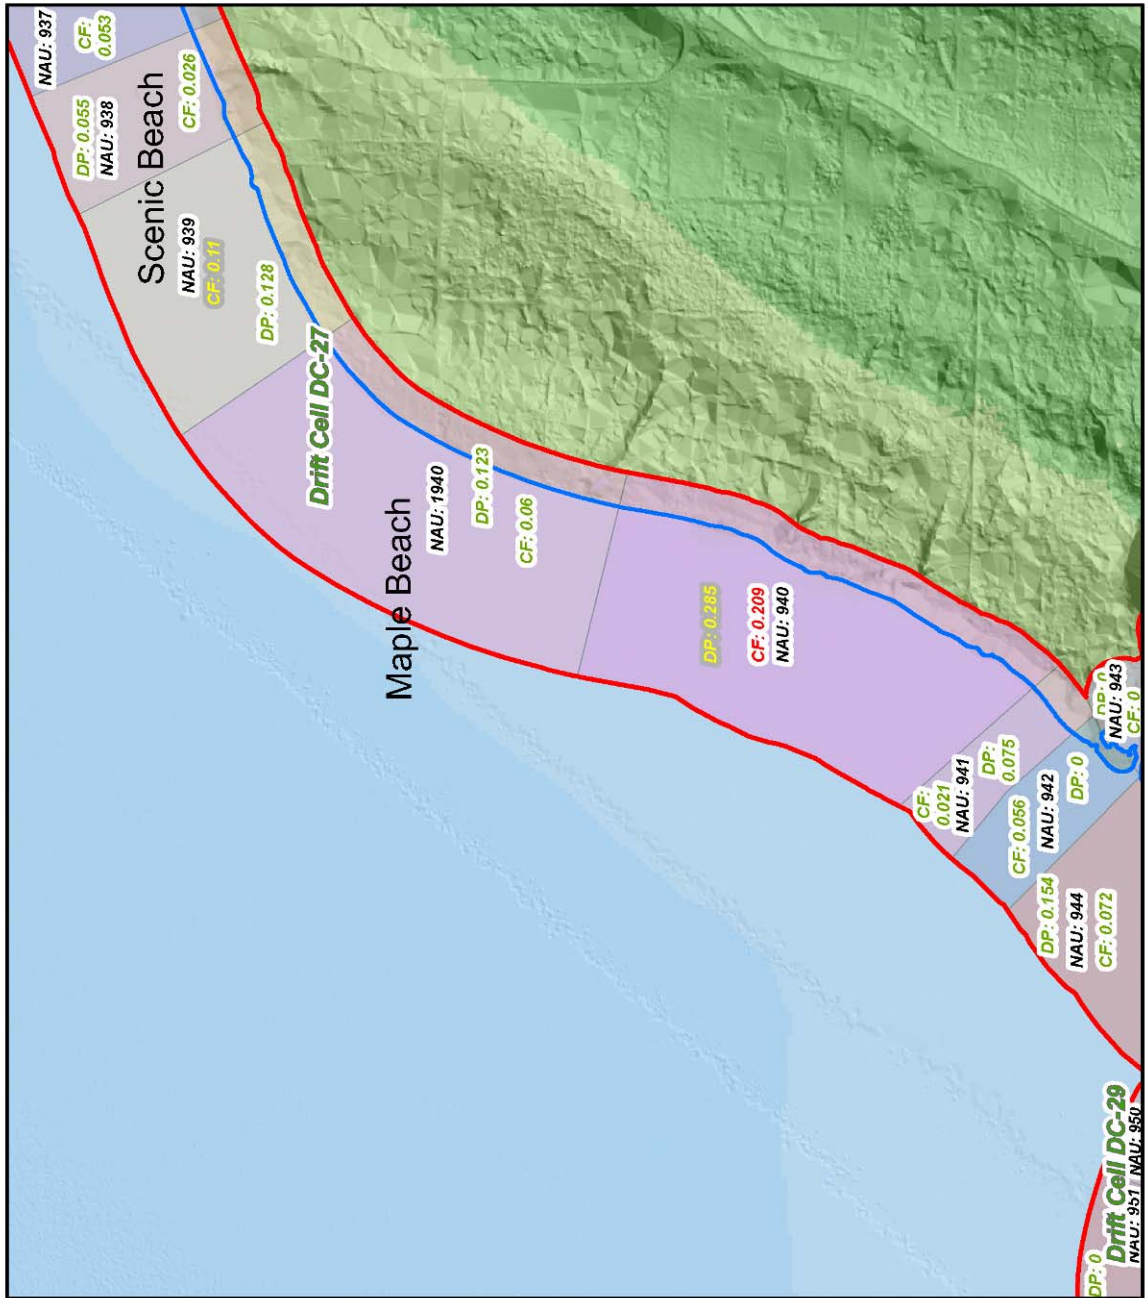 NAU: 937
CF:
0.053
DP: 0.055
NAU: 938
CF: 0.026
Scenic Beach
NAU: 939
CF: 0.11
DP: 0.128
Drift Cell DC-27
Maple Beach
NAU: 1940
DP: 0.123
CF: 0.06
DP: 0.285
CF: 0.209
NAU: 940
CF:
0.021
NAU: 941
DP:
0.075
CF: 0.056
NAU: 942
DP: 0
DP: 0
NAU: 943
CF: 0
DP: 0.154
NAU: 944
CF: 0.072
DP: 0
Drift Cell DC-29
NAU: 951
NAU: 950